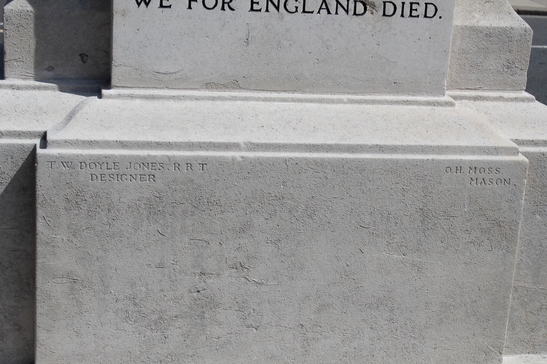 WE FOR ENGLAND DIED.
T. W. DOYLE JONES. R R T
DESIGNER
O.H. MOSS
MASON.